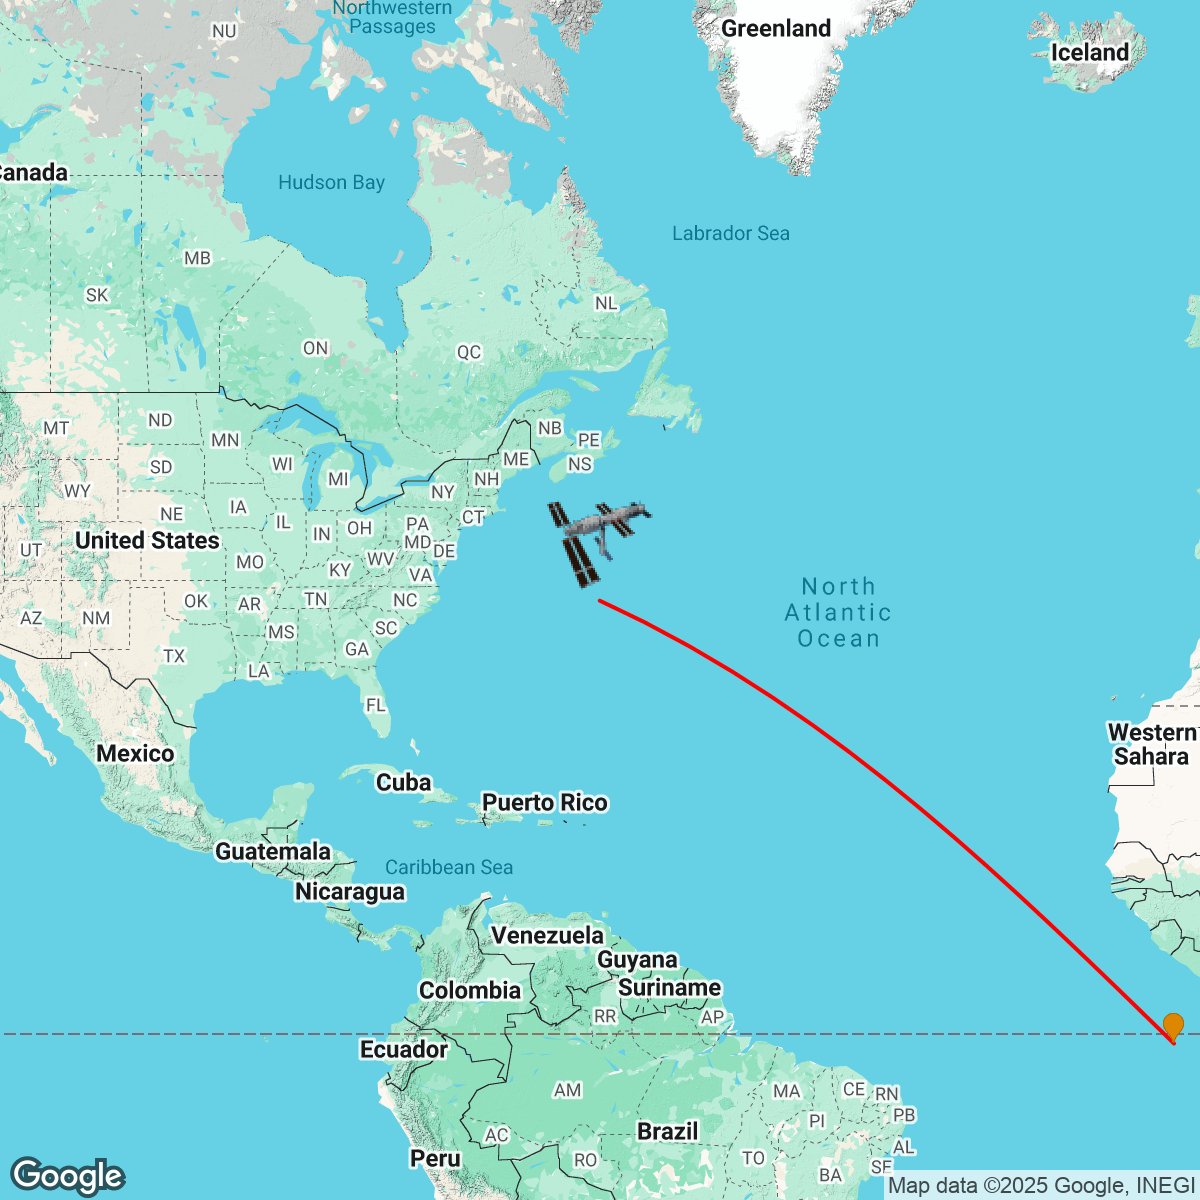 Northwestern
Passages
NU
Greenland
Iceland
Canada
Hudson Bay
Labrador Sea
MB
SK
NL
ON
QC
MT
ND
MN
NB
PE
ME
NS
SD
WI
MI
NH
WY
NY
NE
IA
IL
IN
OH
PA
CT
United States
UT
MD
DE
MO
WV
KY
VA
North
Atlantic
Ocean
AZ
NM
OK
AR
TN
NC
MS
SC
GA
TX
LA
FL
Western
Sahara
Mexico
Cuba
Puerto Rico
Guatemala
Caribbean Sea
Nicaragua
Venezuela
Guyana
Colombia
Suriname
RR
AP
Ecuador
AM
MA
CE
RN
PI
PB
AC
Brazil
AL
Peru
RO
TO
BA
SE
Google
Map data ©2025 Google, INEGI